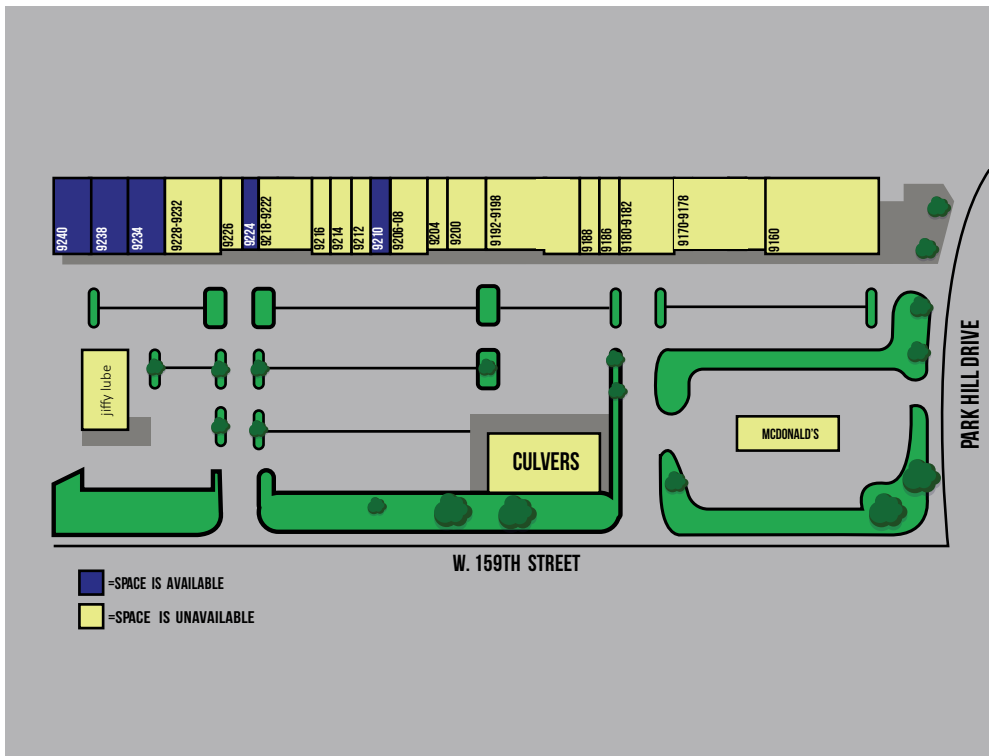 9240
9238
9234
9228-9232
9226
9224
9218-9222
9216
9214
9212
9210
9206-08
9204
9200
9192-9198
9188
9186
9180-9182
9170-9178
9160
jiffy lube
CULVERS
MCDONALD'S
PARK HILL DRIVE
W. 159TH STREET
=SPACE IS AVAILABLE
=SPACE IS UNAVAILABLE